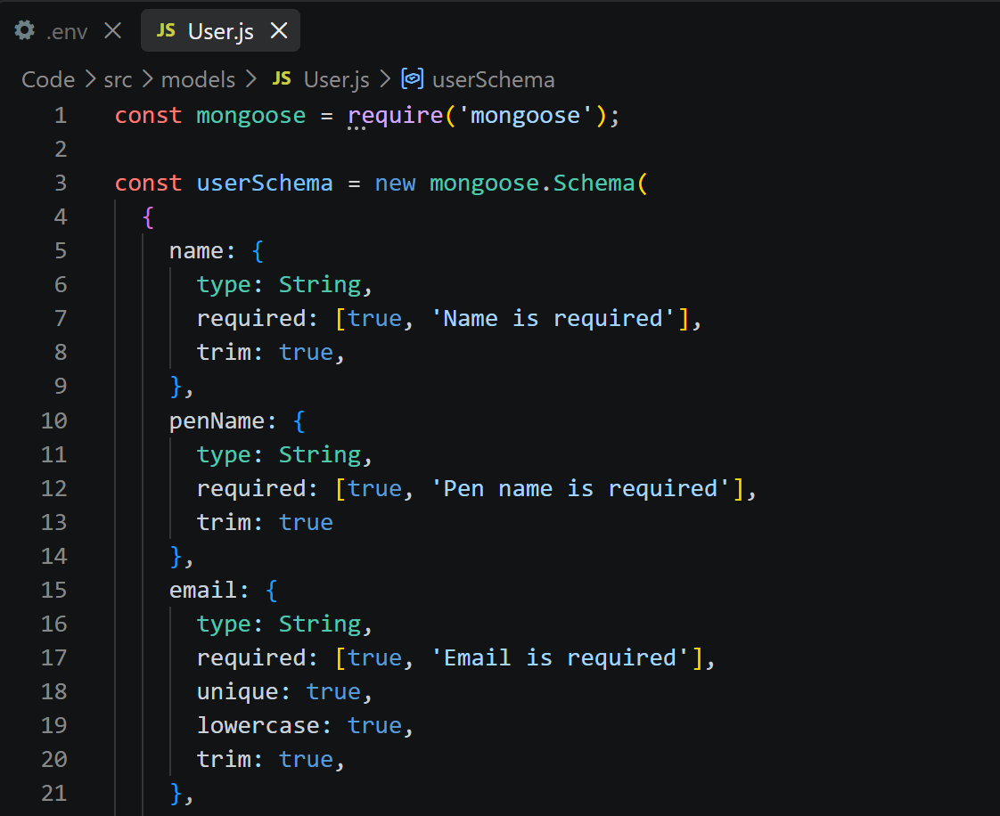 .env JS User.js
Code > src > models > JS User.js > userSchema
1 const mongoose = require('mongoose');
2
3 const userSchema = new mongoose.Schema(
4 {
5 name: {
6 type: String,
7 required: [true, 'Name is required'],
8 trim: true,
9 },
10 penName: {
11 type: String,
12 required: [true, 'Pen name is required'],
13 trim: true
14 },
15 email: {
16 type: String,
17 required: [true, 'Email is required'],
18 unique: true,
19 lowercase: true,
20 trim: true,
21 },